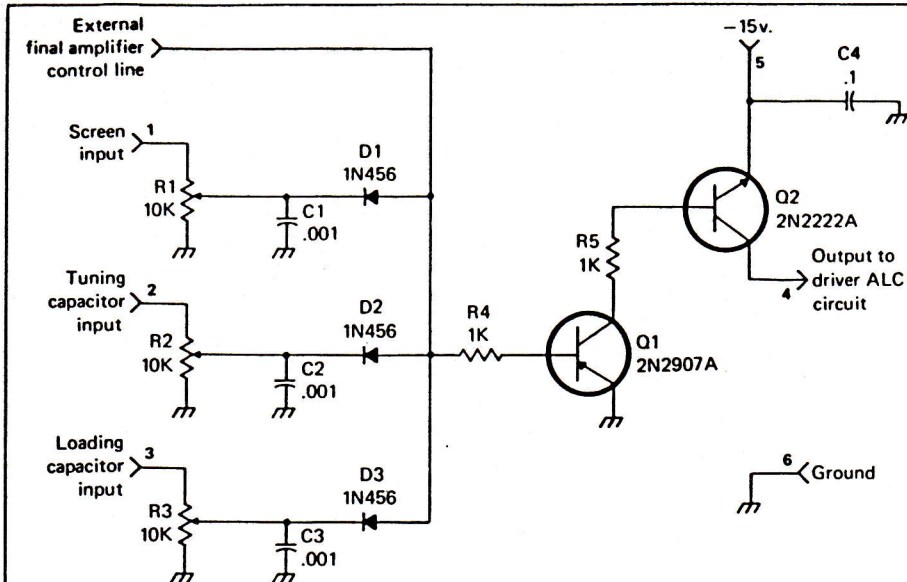 External
final amplifier
control line
Screen
input
1
R1
10K
C1
.001
D1
1N456
Tuning
capacitor
input
2
R2
10K
C2
.001
D2
1N456
Loading
capacitor
input
3
R3
10K
C3
.001
D3
1N456
R4
1K
Q1
2N2907A
R5
1K
−15v.
5
C4
.1
Q2
2N2222A
Output to
driver ALC
circuit
4
6
Ground